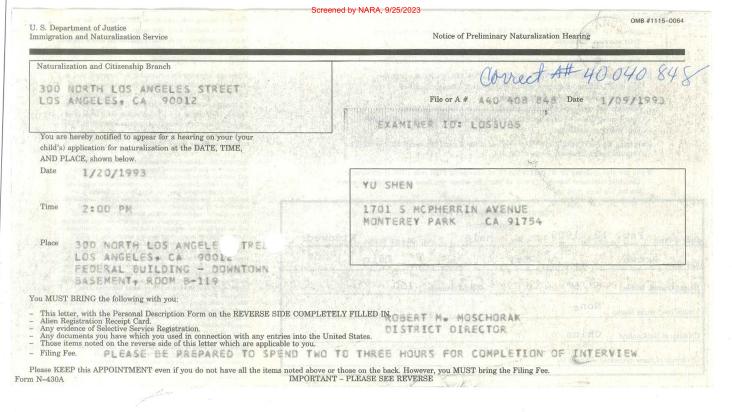 Screened by NARA, 9/25/2023
OMB #1115-0064
U. S. Department of Justice
Immigration and Naturalization Service
Notice of Preliminary Naturalization Hearing
Naturalization and Citizenship Branch
300 NORTH LOS ANGELES STREET
LOS ANGELES, CA 90012
Correct A# 40 040 848
File or A # A40 408 848 Date 1/09/1993
EXAMINER ID: LOSSUBS
You are hereby notified to appear for a hearing on your (your
child's) application for naturalization at the DATE, TIME,
AND PLACE, shown below.
Date 1/20/1993
YU SHEN
Time 2:00 PM
1701 S MCPHERRIN AVENUE
MONTEREY PARK CA 91754
Place 300 NORTH LOS ANGELE TREE
LOS ANGELES, CA 90012
FEDERAL BUILDING - DOWNTOWN
BASEMENT, ROOM B-119
You MUST BRING the following with you:
- This letter, with the Personal Description Form on the REVERSE SIDE COMPLETELY FILLED IN.
- Alien Registration Receipt Card.
- Any evidence of Selective Service Registration.
- Any documents you have which you used in connection with any entries into the United States.
- Those items noted on the reverse side of this letter which are applicable to you.
- Filing Fee.
ROBERT M. MOSCHORAK
DISTRICT DIRECTOR
PLEASE BE PREPARED TO SPEND TWO TO THREE HOURS FOR COMPLETION OF INTERVIEW
Please KEEP this APPOINTMENT even if you do not have all the items noted above or those on the back. However, you MUST bring the Filing Fee.
Form N-430A
IMPORTANT - PLEASE SEE REVERSE